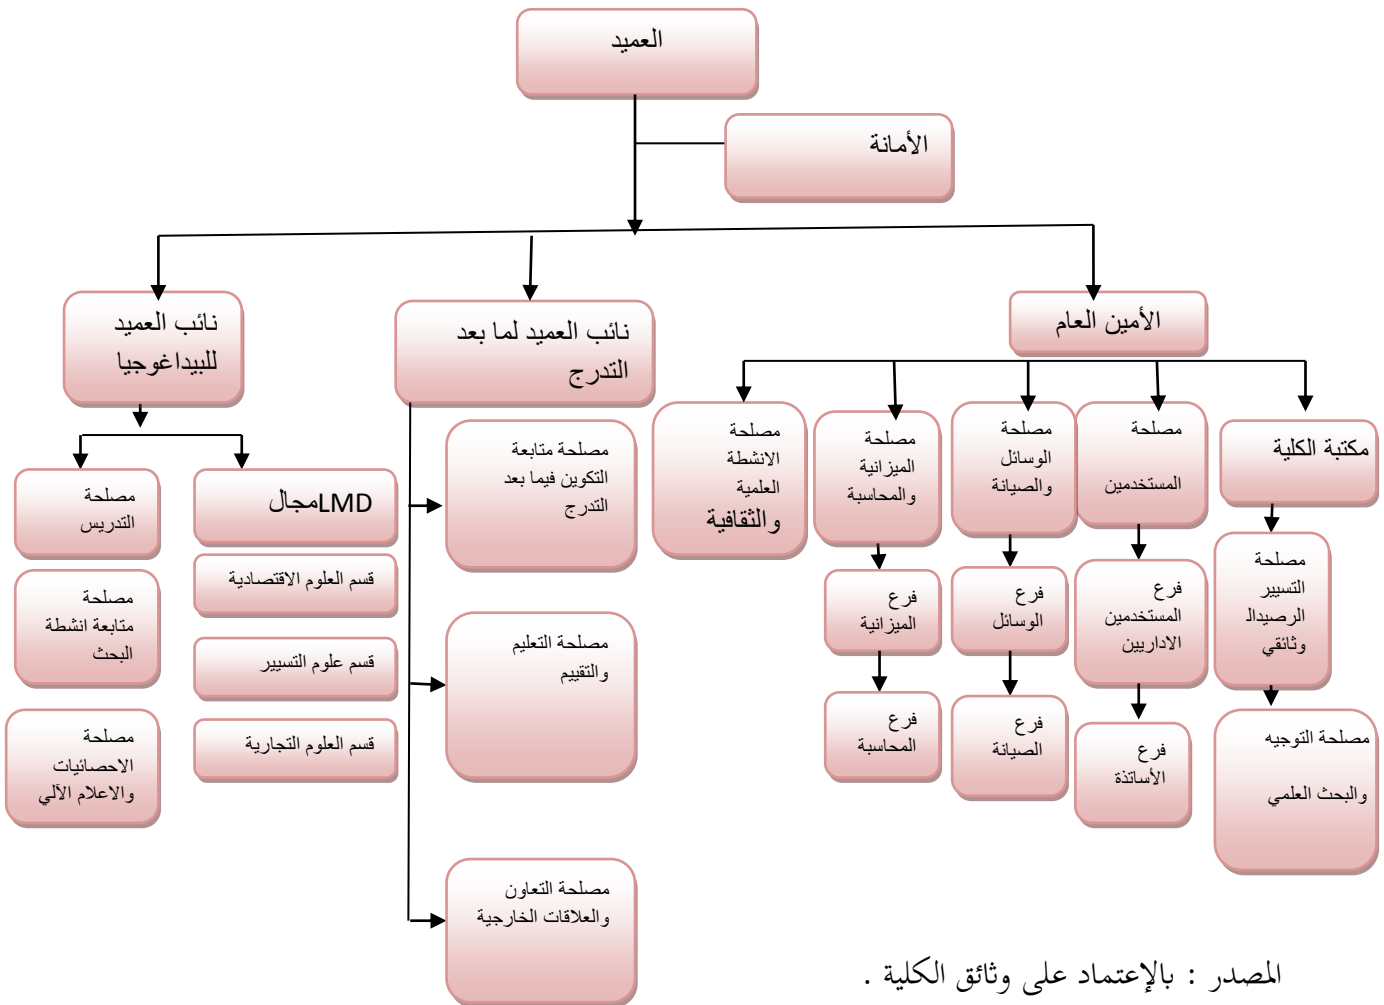 العميد
الأمانة
الأمين العام
نائب العميد لما بعد
التدرج
نائب العميد
للبيداغوجيا
مكتبة الكلية
مصلحة
المستخدمين
مصلحة
الوسائل
والصيانة
مصلحة
الميزانية
والمحاسبة
مصلحة
الانشطة
العلمية
والثقافية
مصلحة
التسيير
الرصيدالـ
وثائقي
مصلحة التوجيه
والبحث العلمي
فرع
المستخدمين
الاداريين
فرع
الأساتذة
فرع
الوسائل
فرع
الصيانة
فرع
الميزانية
فرع
المحاسبة
مصلحة متابعة
التكوين فيما بعد
التدرج
مصلحة التعليم
والتقييم
مصلحة التعاون
والعلاقات الخارجية
LMDمجال
قسم العلوم الاقتصادية
قسم علوم التسيير
قسم العلوم التجارية
مصلحة
التدريس
مصلحة
متابعة انشطة
البحث
مصلحة
الاحصائيات
والاعلام الآلي
المصدر : بالإعتماد على وثائق الكلية .